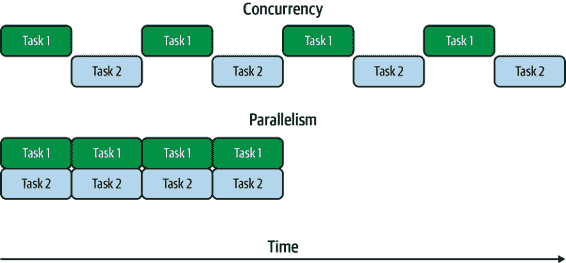 Concurrency
Task 1 Task 1 Task 1 Task 1
Task 2 Task 2 Task 2 Task 2
Parallelism
Task 1 Task 1 Task 1 Task 1
Task 2 Task 2 Task 2 Task 2
Time